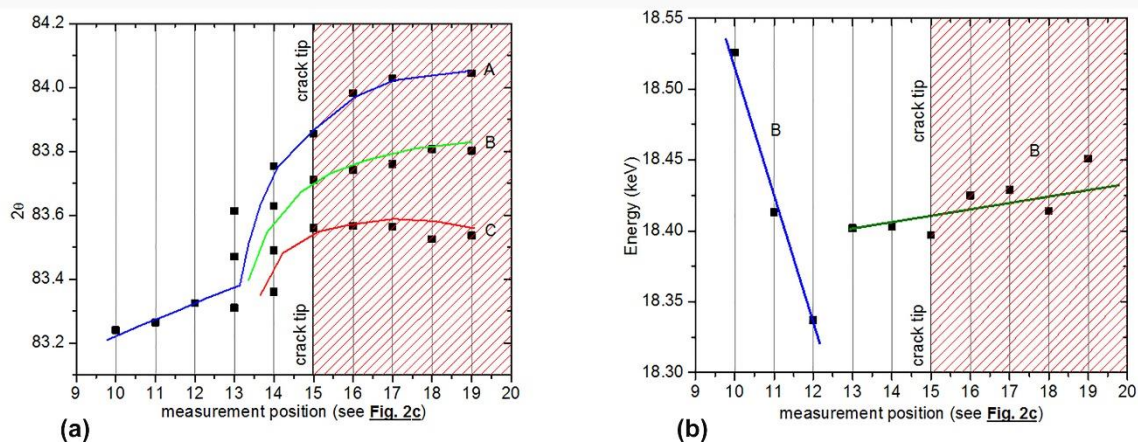 84.2
84.0
83.8
83.6
83.4
83.2
2θ
crack tip
crack tip
A
B
C
9 10 11 12 13 14 15 16 17 18 19 20
measurement position (see Fig. 2c)
(a)
18.55
18.50
18.45
18.40
18.35
18.30
Energy (keV)
crack tip
crack tip
B
B
9 10 11 12 13 14 15 16 17 18 19 20
measurement position (see Fig. 2c)
(b)